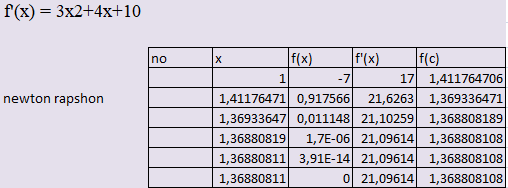 f'(x) = 3x2+4x+10
no x f(x) f'(x) f(c)
1 -7 17 1,411764706
newton rapshon 1,41176471 0,917566 21,6263 1,369336471
1,36933647 0,011148 21,10259 1,368808189
1,36880819 1,7E-06 21,09614 1,368808108
1,36880811 3,91E-14 21,09614 1,368808108
1,36880811 0 21,09614 1,368808108